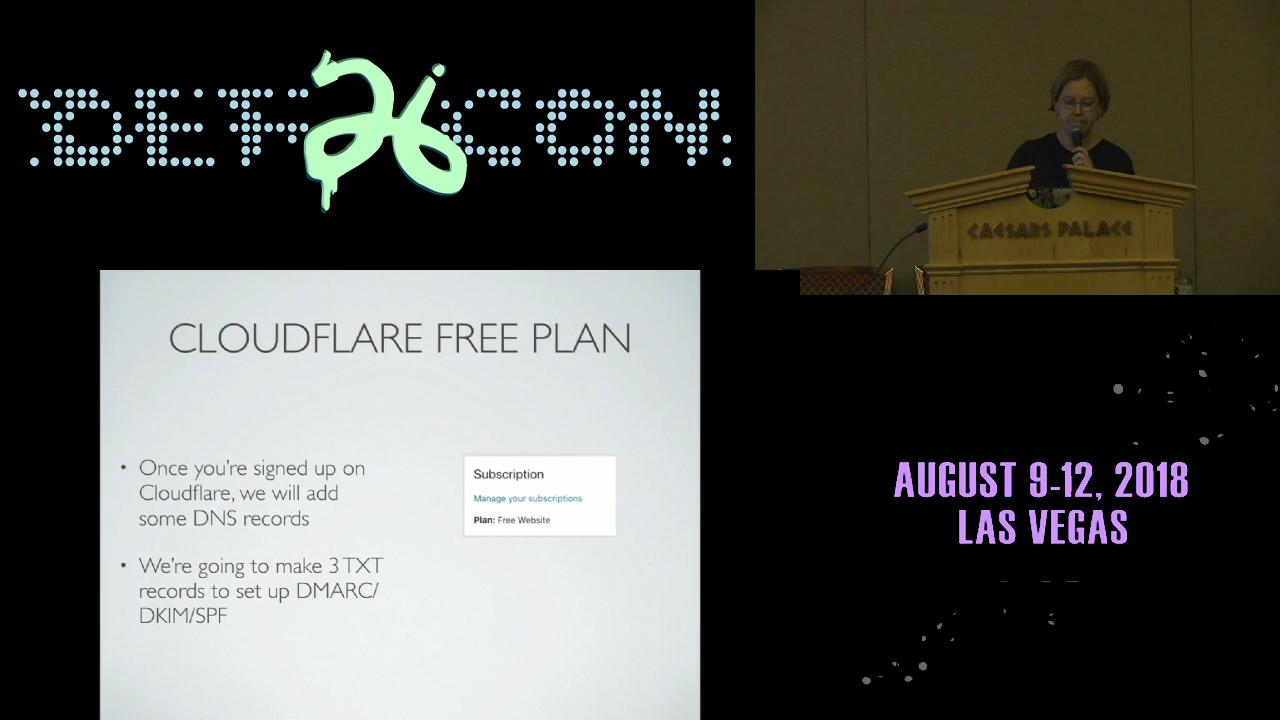 DEF 26 CON
CAESARS PALACE
CLOUDFLARE FREE PLAN
• Once you're signed up on
Cloudflare, we will add
some DNS records
• We're going to make 3 TXT
records to set up DMARC/
DKIM/SPF
Subscription
Manage your subscriptions
Plan: Free Website
AUGUST 9-12, 2018
LAS VEGAS